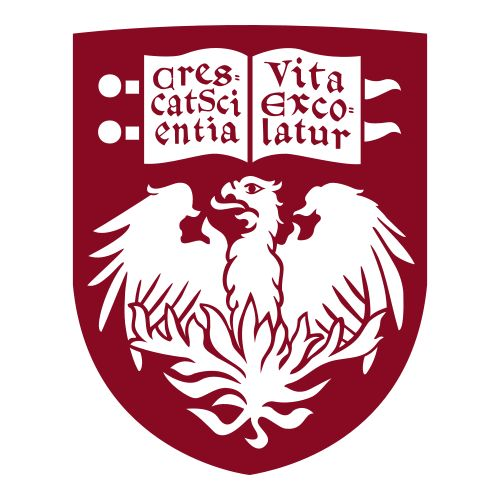 Cres-
catSci
entia
Vita
Exco-
latur